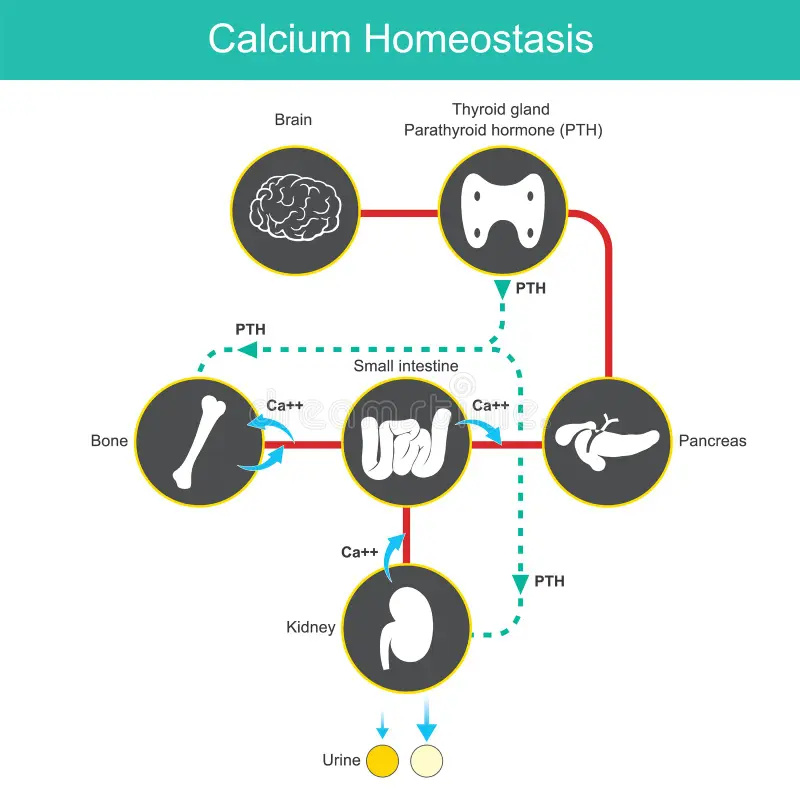 Calcium Homeostasis
Brain
Thyroid gland
Parathyroid hormone (PTH)
PTH
PTH
Small intestine
Ca++
Ca++
Bone
Pancreas
dreamstime
Ca++
PTH
Kidney
Urine